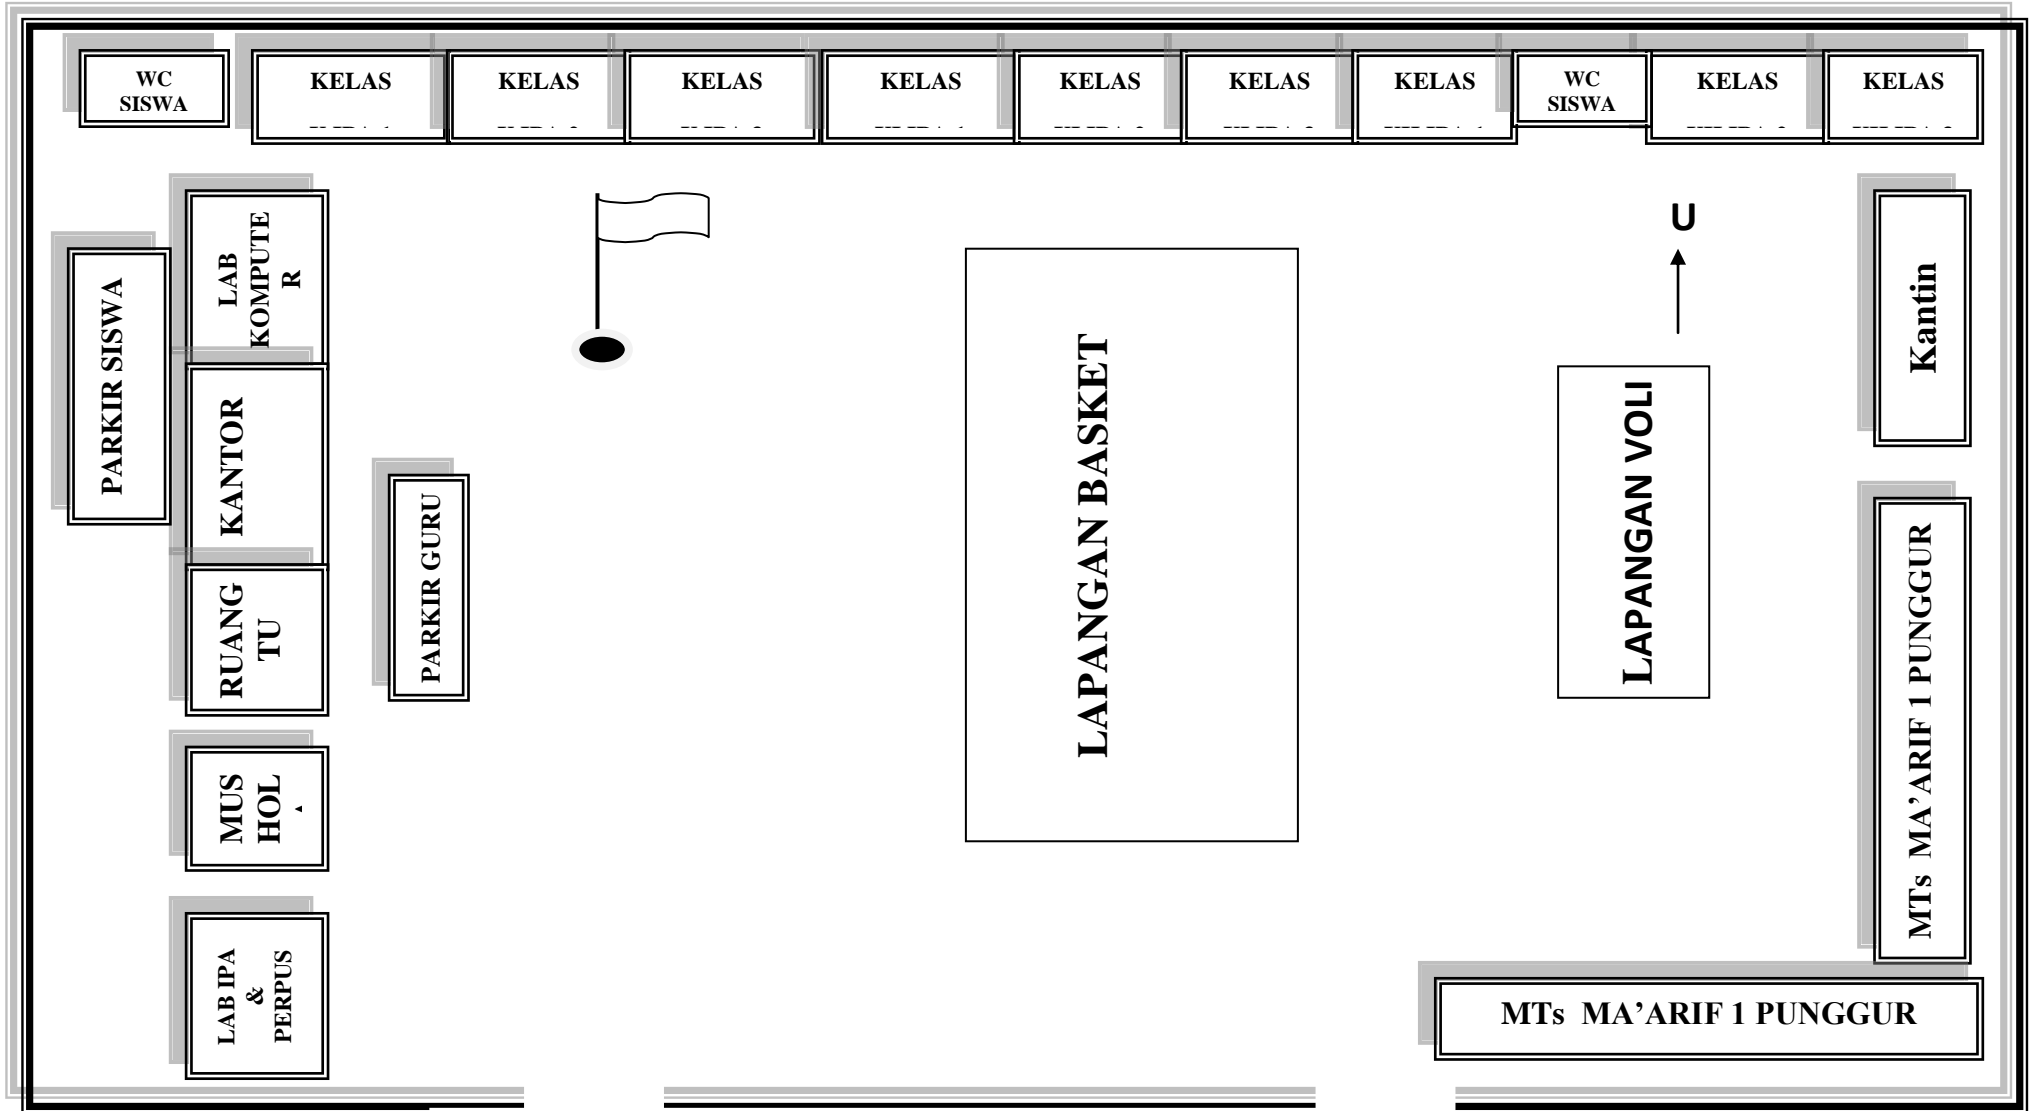 WC
SISWA
KELAS
KELAS
KELAS
KELAS
KELAS
KELAS
KELAS
WC
SISWA
KELAS
KELAS
LAB
KOMPUTE
R
PARKIR SISWA
KANTOR
RUANG
TU
PARKIR GURU
MUS
HOL
LAB IPA
&
PERPUS
LAPANGAN BASKET
U
LAPANGAN VOLI
Kantin
MTs MA’ARIF 1 PUNGGUR
MTs MA’ARIF 1 PUNGGUR